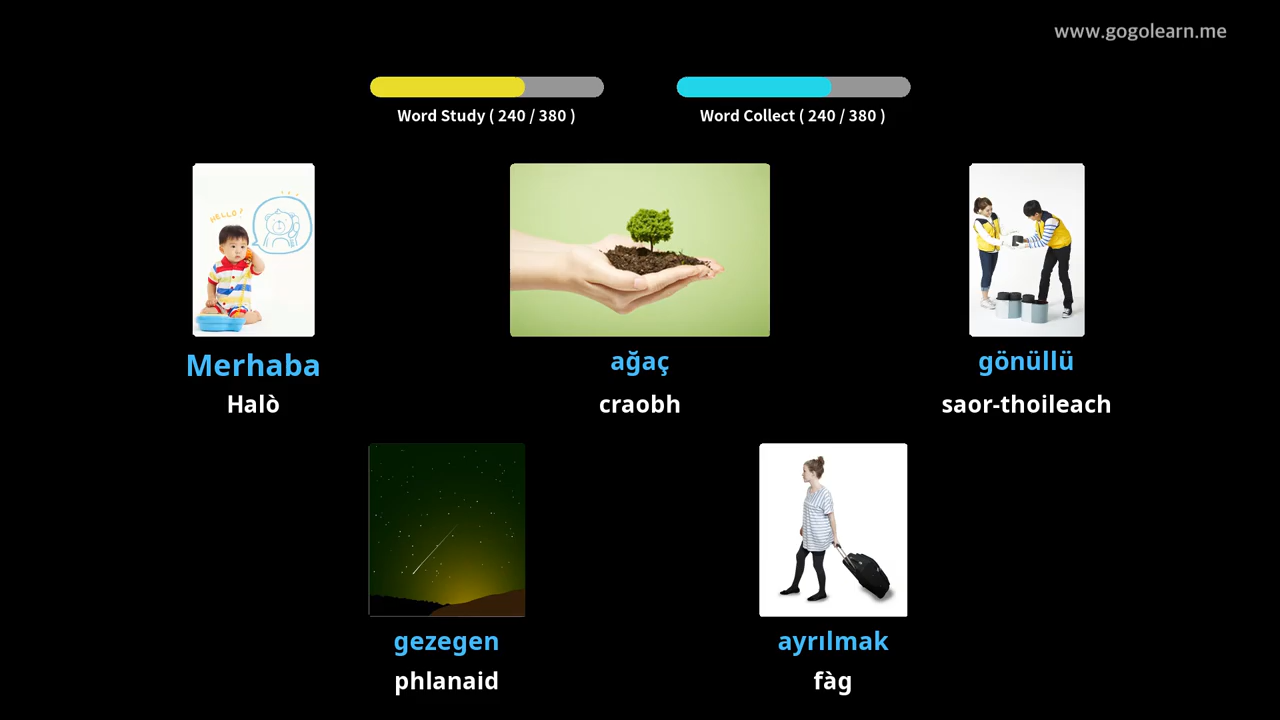 www.gogolearn.me
Word Study ( 240 / 380 )
Word Collect ( 240 / 380 )
HELLO?
Merhaba
Halò
ağaç
craobh
gönüllü
saor-thoileach
gezegen
phlanaid
ayrılmak
fàg